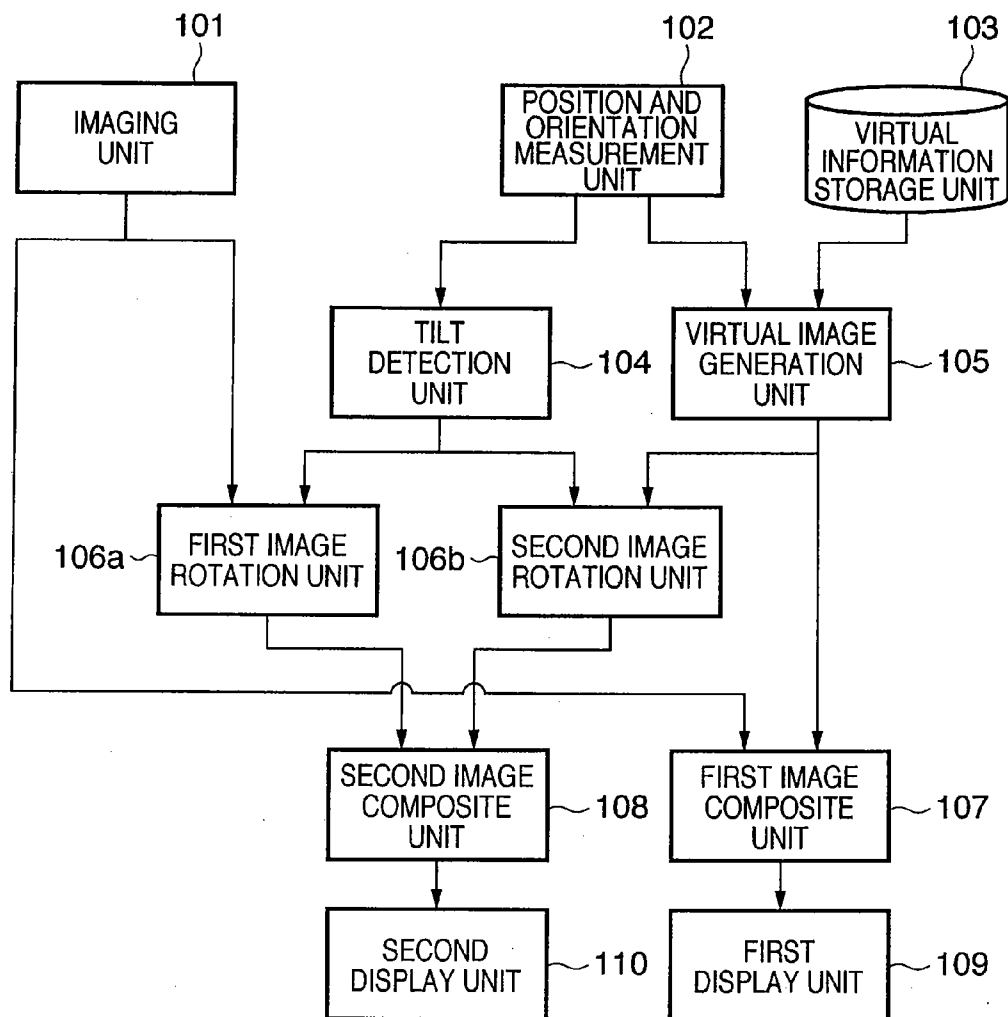 101
102
103
IMAGING
UNIT
POSITION AND
ORIENTATION
MEASUREMENT
UNIT
VIRTUAL
INFORMATION
STORAGE UNIT
TILT
DETECTION
UNIT
104
VIRTUAL IMAGE
GENERATION
UNIT
105
106a
FIRST IMAGE
ROTATION UNIT
106b
SECOND IMAGE
ROTATION UNIT
SECOND IMAGE
COMPOSITE
UNIT
108
FIRST IMAGE
COMPOSITE
UNIT
107
SECOND
DISPLAY UNIT
110
FIRST
DISPLAY UNIT
109